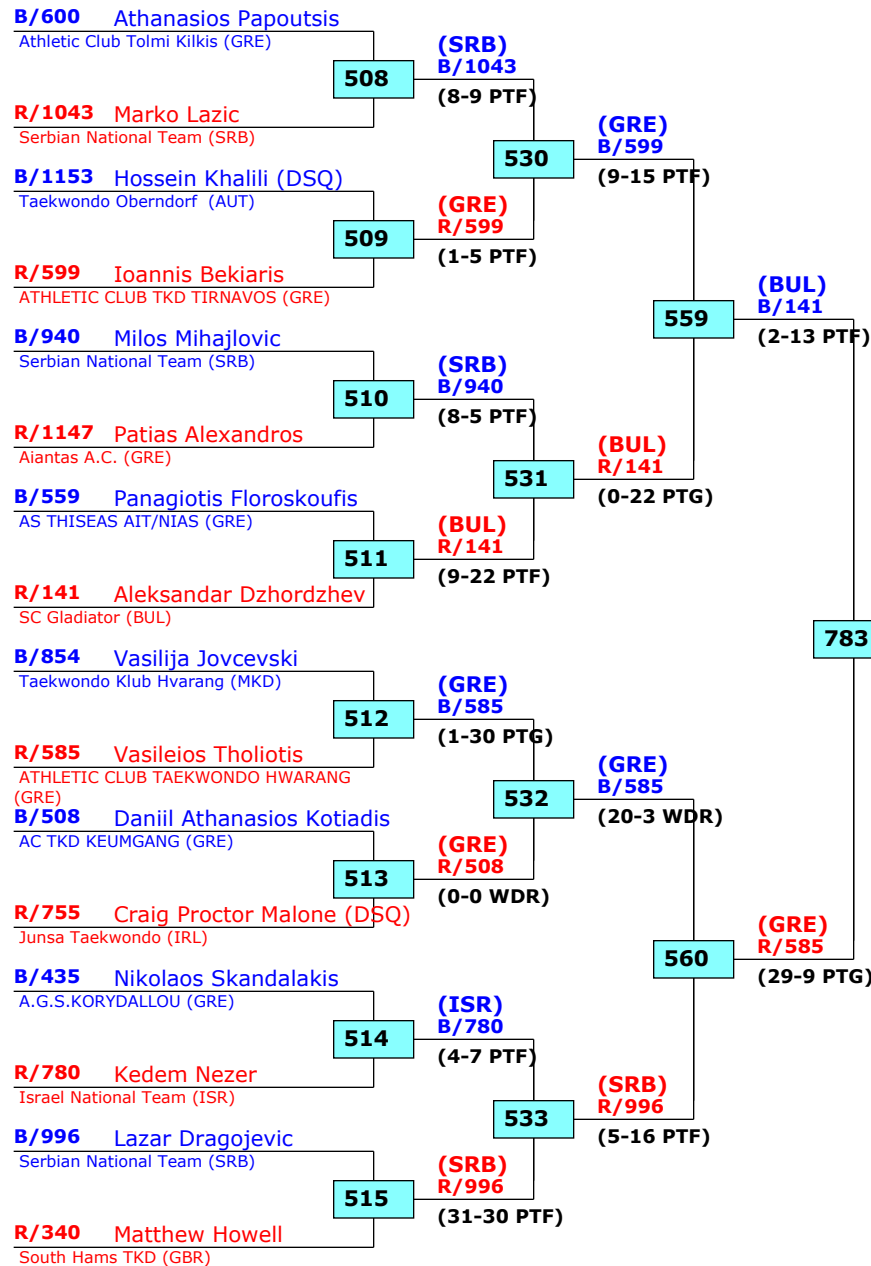 B/600 Athanasios Papoutsis
Athletic Club Tolmi Kilkis (GRE)
508
R/1043 Marko Lazic
Serbian National Team (SRB)
B/1153 Hossein Khalili (DSQ)
Taekwondo Oberndorf (AUT)
509
R/599 Ioannis Bekiaris
ATHLETIC CLUB TKD TIRNAVOS (GRE)
B/940 Milos Mihajlovic
Serbian National Team (SRB)
510
R/1147 Patias Alexandros
Aiantas A.C. (GRE)
B/559 Panagiotis Floroskoufis
AS THISEAS AIT/NIAS (GRE)
511
R/141 Aleksandar Dzhordzhev
SC Gladiator (BUL)
B/854 Vasilija Jovcevski
Taekwondo Klub Hvarang (MKD)
512
R/585 Vasileios Tholiotis
ATHLETIC CLUB TAEKWONDO HWARANG
(GRE)
B/508 Daniil Athanasios Kotiadis
AC TKD KEUMGANG (GRE)
513
R/755 Craig Proctor Malone (DSQ)
Junsa Taekwondo (IRL)
B/435 Nikolaos Skandalakis
A.G.S.KORYDALLOU (GRE)
514
R/780 Kedem Nezer
Israel National Team (ISR)
B/996 Lazar Dragojevic
Serbian National Team (SRB)
515
R/340 Matthew Howell
South Hams TKD (GBR)
(SRB)
B/1043
(8-9 PTF)
530
(GRE)
R/599
(1-5 PTF)
(SRB)
B/940
(8-5 PTF)
531
(BUL)
R/141
(9-22 PTF)
(GRE)
B/585
(1-30 PTG)
532
(GRE)
R/508
(0-0 WDR)
(ISR)
B/780
(4-7 PTF)
533
(SRB)
R/996
(31-30 PTF)
(GRE)
B/599
(9-15 PTF)
559
(BUL)
R/141
(0-22 PTG)
(GRE)
B/585
(20-3 WDR)
560
(SRB)
R/996
(5-16 PTF)
(BUL)
B/141
(2-13 PTF)
783
(GRE)
R/585
(29-9 PTG)